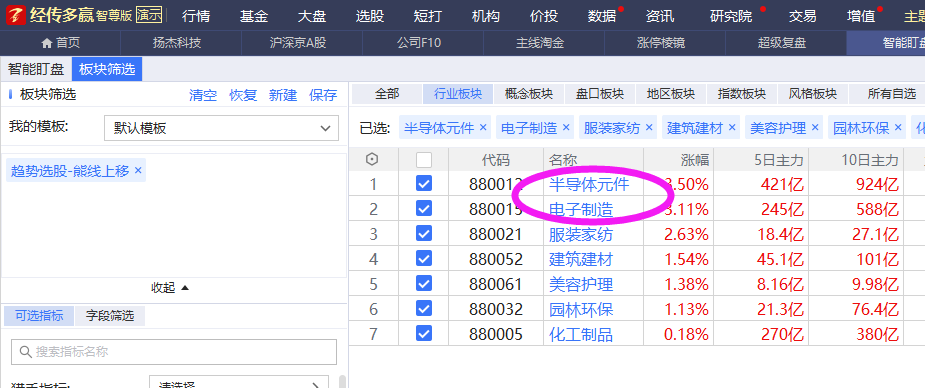 经传多赢 智尊版 演示 行情 基金 大盘 选股 短打 机构 价投 数据 资讯 研究院 交易 增值 主题
首页 扬杰科技 沪深京A股 公司F10 主线淘金 涨停棱镜 超级复盘 智能盯盘
智能盯盘 板块筛选
板块筛选 清空 恢复 新建 保存
全部 行业板块 概念板块 盘口板块 地区板块 指数板块 风格板块 所有自选
我的模板: 默认模板
已选: 半导体元件 × 电子制造 × 服装家纺 × 建筑建材 × 美容护理 × 园林环保 ×
趋势选股-熊线上移 ×
代码 名称 涨幅 5日主力 10日主力
1 880012 半导体元件 3.50% 421亿 924亿
2 880015 电子制造 3.11% 245亿 588亿
3 880021 服装家纺 2.63% 18.4亿 27.1亿
4 880052 建筑建材 1.54% 45.1亿 101亿
5 880061 美容护理 1.38% 8.16亿 9.98亿
6 880032 园林环保 1.13% 21.3亿 76.4亿
7 880005 化工制品 0.18% 270亿 380亿
收起
可选指标 字段筛选
搜索指标名称
请选择